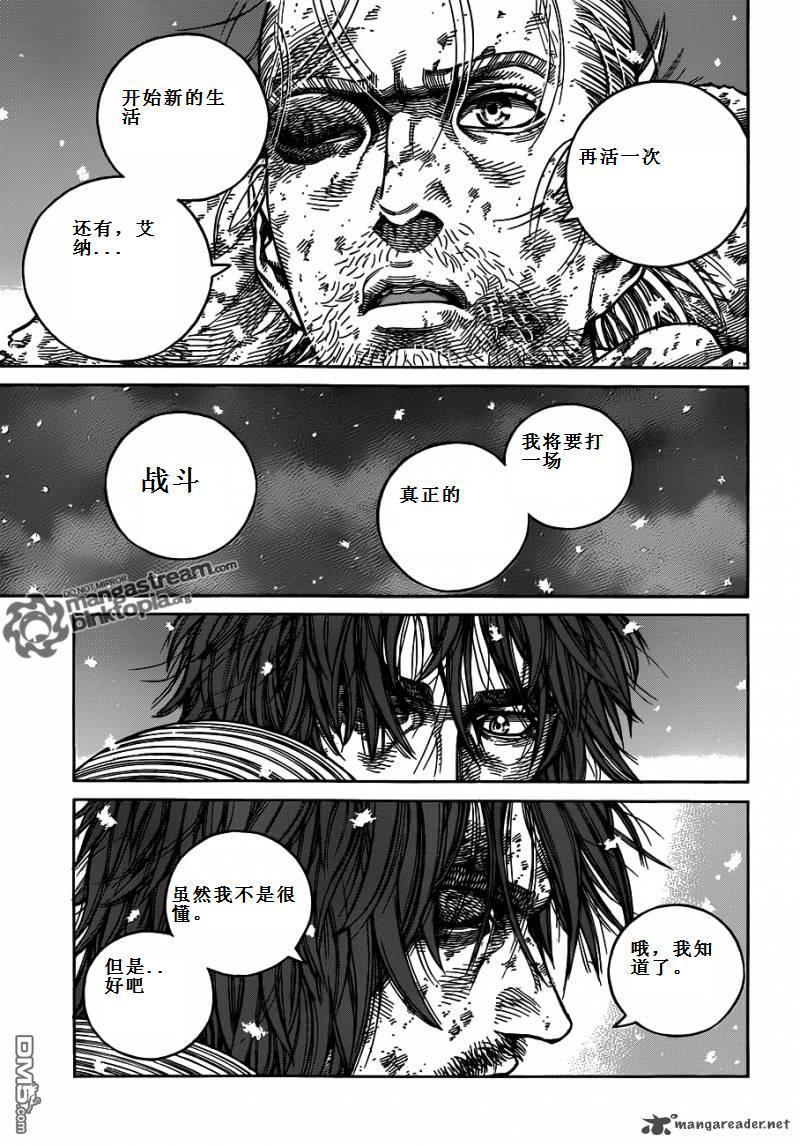 再活一次
开始新的生
活
还有，艾
纳...
我将要打
一场
真正的
战斗
DO NOT MIRROR
mangastream.com
binktopia.org
哦，我知
道了。
虽然我不是很
懂。
但是..
好吧
DM5
.com
mangareader.net